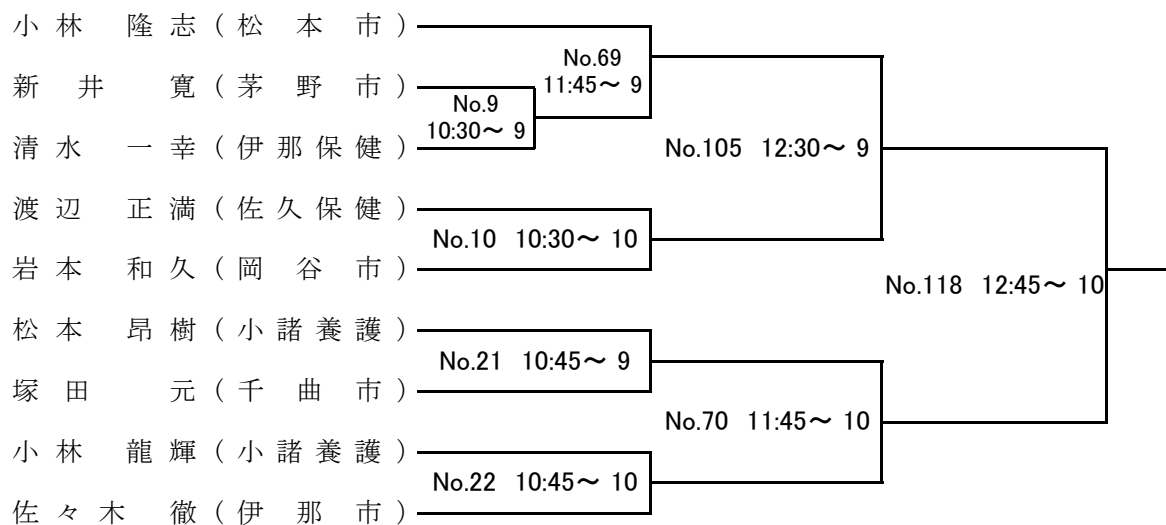 小林 隆志(松本市)
No.69
11:45～ 9
新井 寛(茅野市)
No.9
10:30～ 9
清水 一幸(伊那保健)
No.105 12:30～ 9
渡辺 正満(佐久保健)
No.10 10:30～ 10
岩本 和久(岡谷市)
No.118 12:45～ 10
松本 昂樹(小諸養護)
No.21 10:45～ 9
塚田 元(千曲市)
No.70 11:45～ 10
小林 龍輝(小諸養護)
No.22 10:45～ 10
佐々木 徹(伊那市)